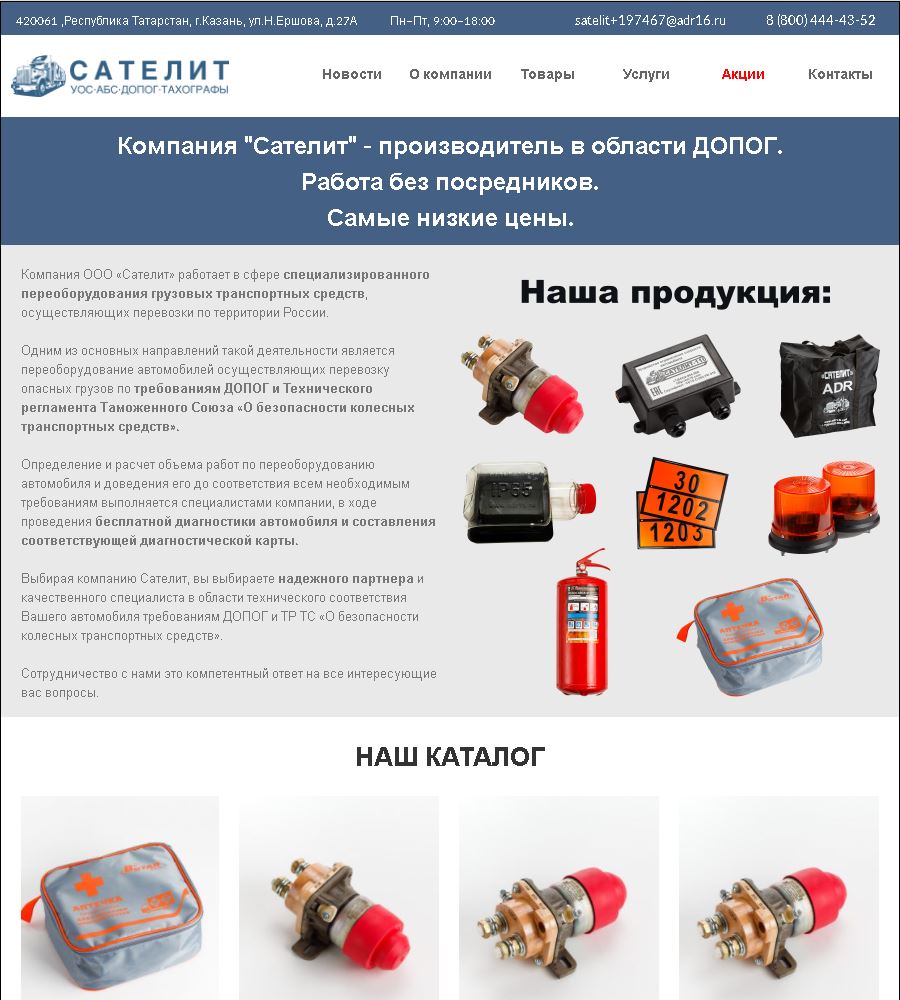 420061 ,Республика Татарстан, г.Казань, ул.Н.Ершова, д.27А
Пн–Пт, 9:00–18:00
satelit+197467@adr16.ru
8 (800) 444-43-52
САТЕЛИТ
УОС·АБС·ДОПОГ·ТАХОГРАФЫ
Новости
О компании
Товары
Услуги
Акции
Контакты
Компания "Сателит" - производитель в области ДОПОГ.
Работа без посредников.
Самые низкие цены.
Компания ООО «Сателит» работает в сфере специализированного
переоборудования грузовых транспортных средств,
осуществляющих перевозки по территории России.
Одним из основных направлений такой деятельности является
переоборудование автомобилей осуществляющих перевозку
опасных грузов по требованиям ДОПОГ и Технического
регламента Таможенного Союза «О безопасности колесных
транспортных средств».
Определение и расчет объема работ по переоборудованию
автомобиля и доведения его до соответствия всем необходимым
требованиям выполняется специалистами компании, в ходе
проведения бесплатной диагностики автомобиля и составления
соответствующей диагностической карты.
Выбирая компанию Сателит, вы выбираете надежного партнера и
качественного специалиста в области технического соответствия
Вашего автомобиля требованиям ДОПОГ и ТР ТС «О безопасности
колесных транспортных средств».
Сотрудничество с нами это компетентный ответ на все интересующие
вас вопросы.
Наша продукция:
«САТЕЛИТ»
ADR
IP65
30
1202
1203
АПТЕЧКА
НАШ КАТАЛОГ
АПТЕЧКА